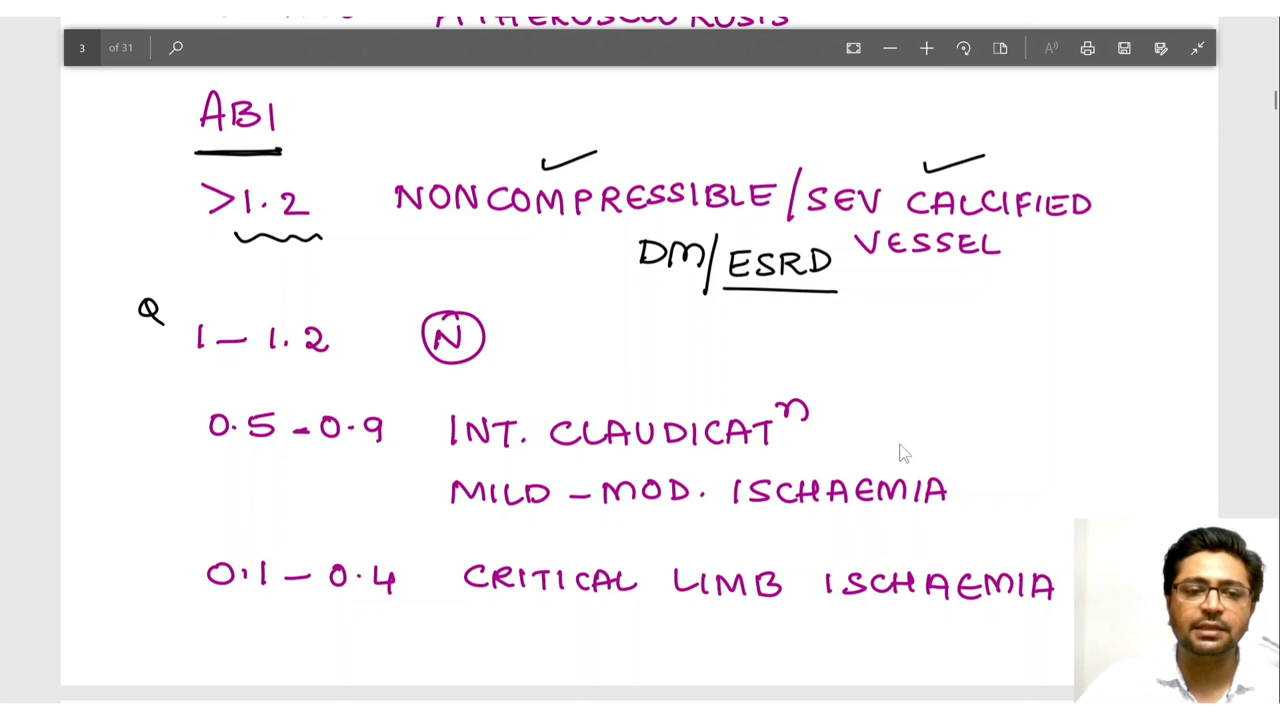 ATHEROSCLEROSIS
3 of 31
ABI
>1.2 NONCOMPRESSIBLE/SEV CALCIFIED
VESSEL
DM/ESRD
Q
1-1.2 N
0.5-0.9 INT. CLAUDICATn
MILD-MOD. ISCHAEMIA
0.1-0.4 CRITICAL LIMB ISCHAEMIA